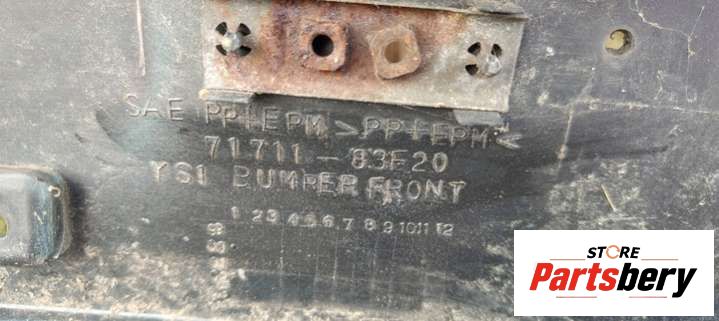 SAE PP+EPM >PP+EPM<
71711-83E20
YS1 BUMPER FRONT
1 2 3 4 5 6 7 8 9 10 11 12
STORE
Partsbery